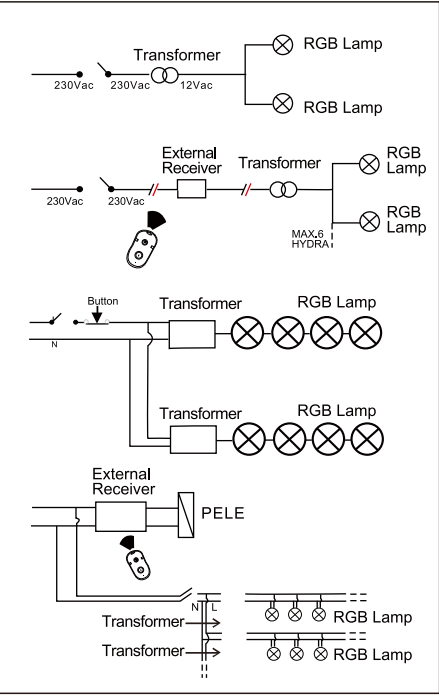 Transformer
RGB Lamp
230Vac 230Vac 12Vac
RGB Lamp
External
Receiver
Transformer
RGB
Lamp
230Vac 230Vac
RGB
Lamp
MAX.6
HYDRA
Button
Transformer
RGB Lamp
L
N
Transformer
RGB Lamp
External
Receiver
PELE
N L
Transformer
RGB Lamp
Transformer
RGB Lamp